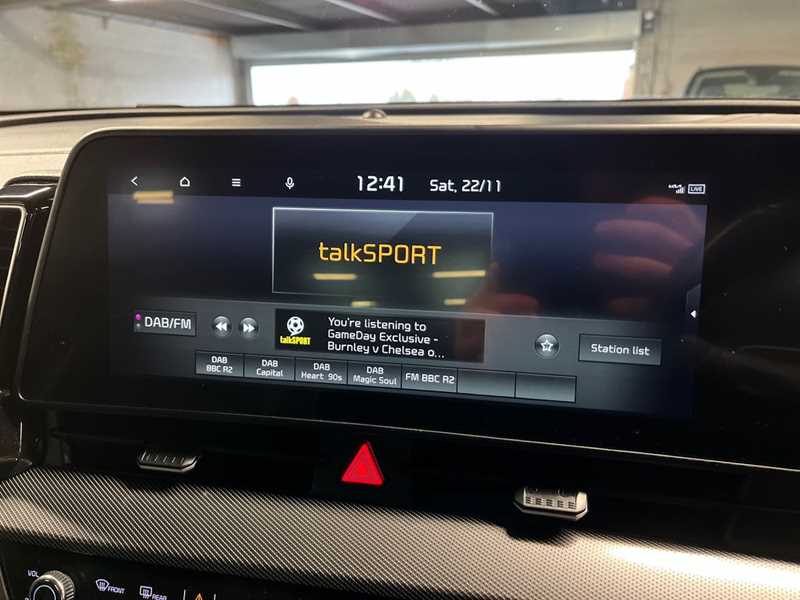 12:41 Sat, 22/11 LIVE
talkSPORT
DAB/FM
talkSPORT
You're listening to
GameDay Exclusive -
Burnley v Chelsea o...
Station list
DAB
BBC R2
DAB
Capital
DAB
Heart 90s
DAB
Magic Soul
FM BBC R2
VOL
FRONT
REAR